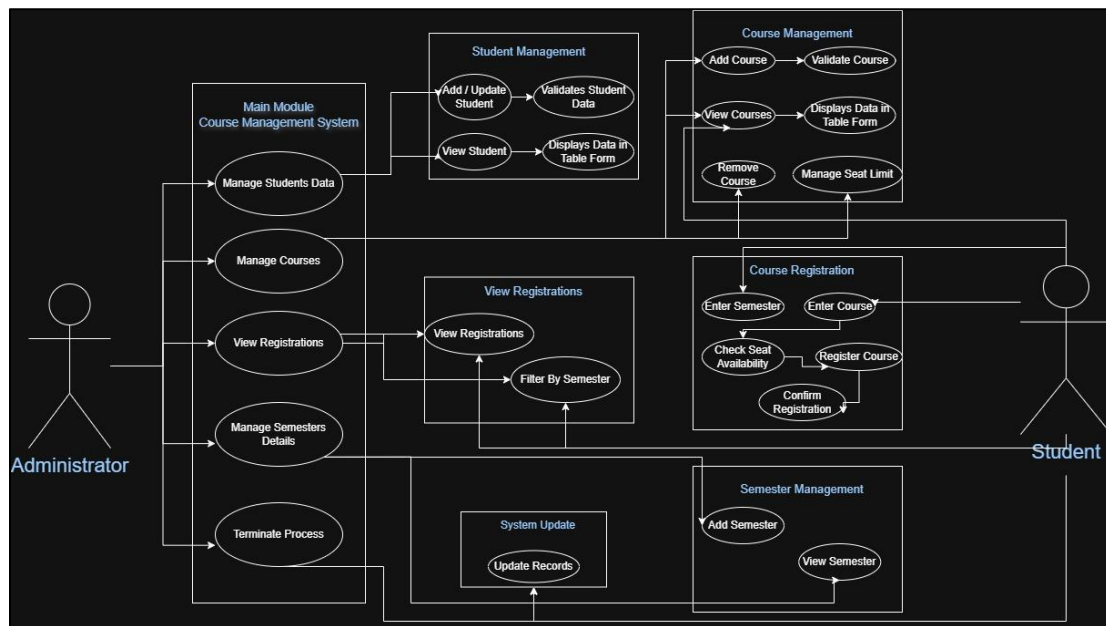 Course Management
Add Course
Validate Course
View Courses
Displays Data in
Table Form
Remove
Course
Manage Seat Limit
Student Management
Add / Update
Student
Validates Student
Data
View Student
Displays Data in
Table Form
Main Module
Course Management System
Manage Students Data
Manage Courses
View Registrations
Manage Semesters
Details
Terminate Process
Administrator
View Registrations
View Registrations
Filter By Semester
Course Registration
Enter Semester
Enter Course
Check Seat
Availability
Register Course
Confirm
Registration
Student
System Update
Update Records
Semester Management
Add Semester
View Semester